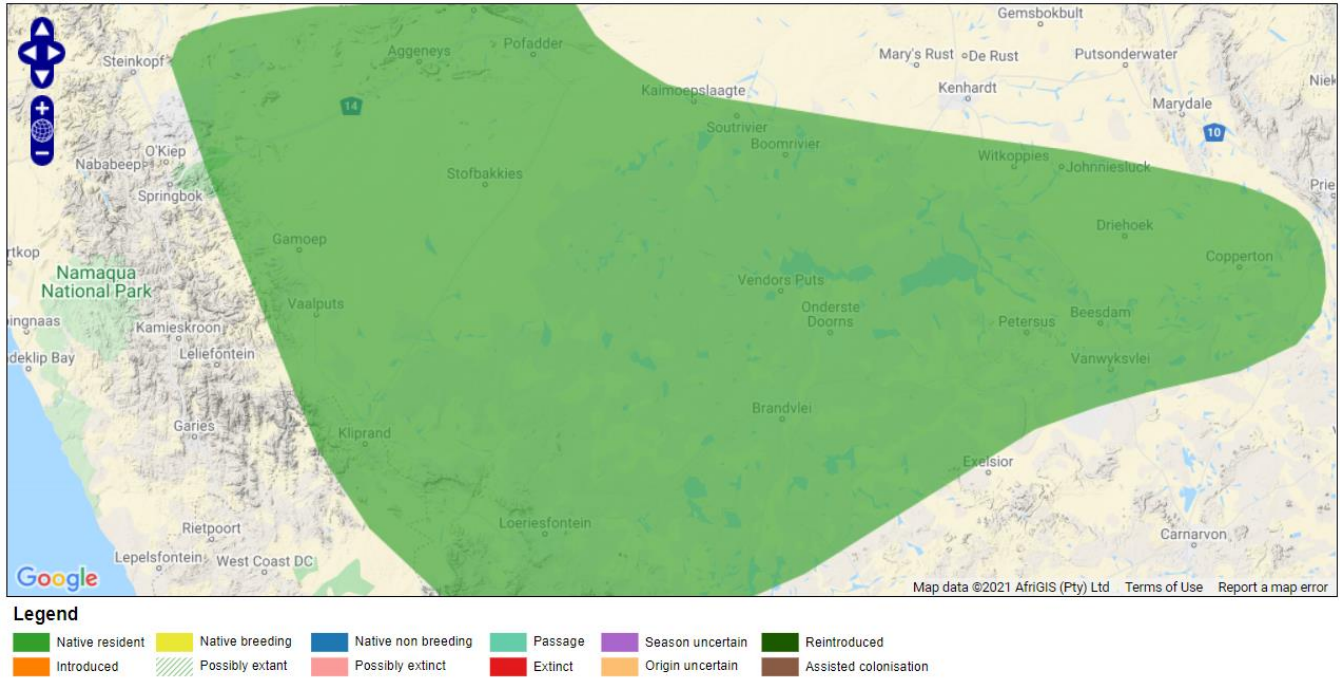 Gemsbokbult
Pofadder
Aggeneys
Steinkopf
Mary's Rust
De Rust
Putsonderwater
Kenhardt
Kaimoepslaagte
14
Marydale
Soutrivier
10
Boomrivier
O'Kiep
Nababeep
Witkoppies
Johnniesluck
Stofbakkies
Springbok
Driehoek
Gamoep
Copperton
Namaqua
National Park
Vendors Puts
Vaalputs
Onderste
Doorns
Beesdam
Petersus
Kamieskroon
Leliefontein
Vanwyksvlei
Brandvlei
Garies
Kliprand
Exelsior
Loeriesfontein
Rietpoort
Carnarvon
Lepelsfontein
West Coast DC
Google
Map data ©2021 AfriGIS (Pty) Ltd Terms of Use Report a map error
Legend
Native resident Native breeding Native non breeding Passage Season uncertain Reintroduced
Introduced Possibly extant Possibly extinct Extinct Origin uncertain Assisted colonisation